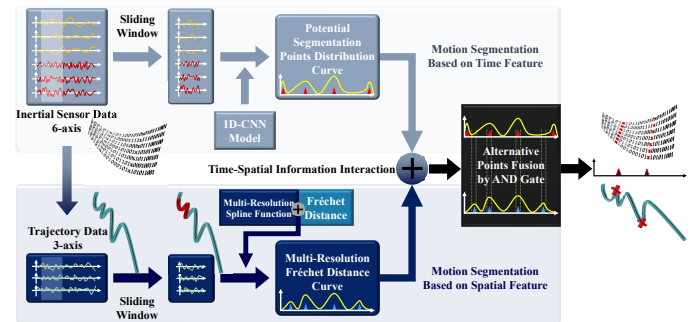 Sliding
Window
Potential
Segmentation
Points Distribution
Curve
Motion Segmentation
Based on Time Feature
Inertial Sensor Data
6-axis
1D-CNN
Model
Time-Spatial Information Interaction
Alternative
Points Fusion
by AND Gate
Multi-Resolution
Spline Function
Fréchet
Distance
Trajectory Data
3-axis
Sliding
Window
Multi-Resolution
Fréchet Distance
Curve
Motion Segmentation
Based on Spatial Feature